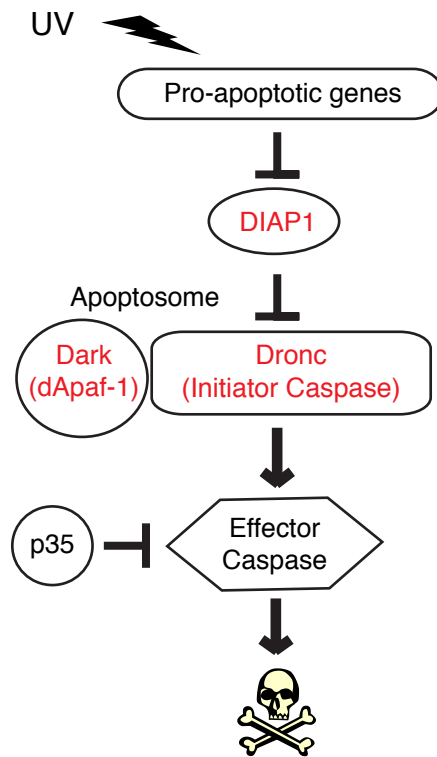 UV
Pro-apoptotic genes
DIAP1
Apoptosome
Dark
(dApaf-1)
Dronc
(Initiator Caspase)
p35
Effector
Caspase